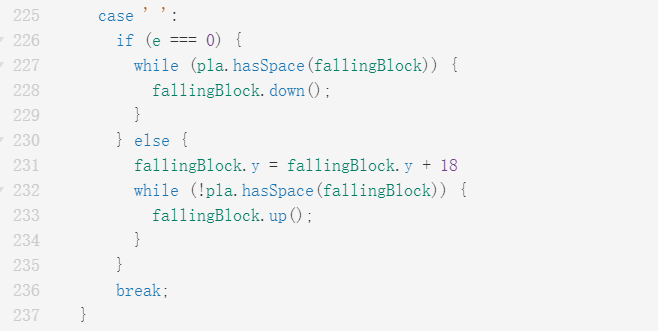 225 case ' ':
226 if (e === 0) {
227 while (pla.hasSpace(fallingBlock)) {
228 fallingBlock.down();
229 }
230 } else {
231 fallingBlock.y = fallingBlock.y + 18
232 while (!pla.hasSpace(fallingBlock)) {
233 fallingBlock.up();
234 }
235 }
236 break;
237 }